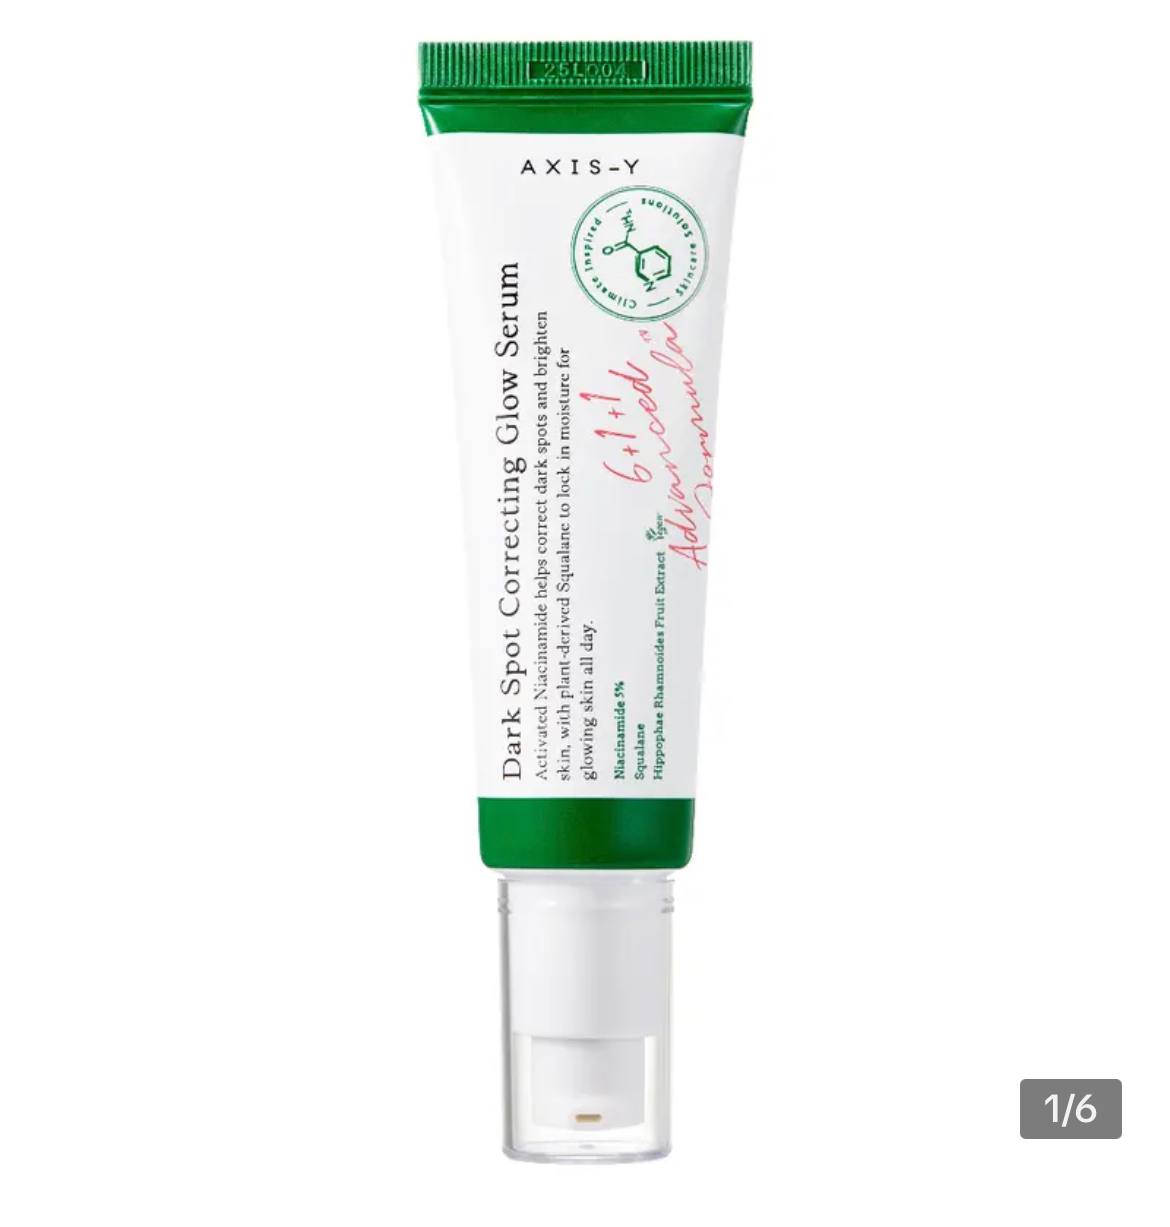 25L004
AXIS-Y
Climate Inspired
Skincare Solutions
NH₂
O
N
Dark Spot Correcting Glow Serum
Activated Niacinamide helps correct dark spots and brighten
skin, with plant-derived Squalane to lock in moisture for
glowing skin all day.
6+1+1
Advanced
Formula
Niacinamide 5%
Squalane
Hippophae Rhamnoides Fruit Extract
Vegan
1/6